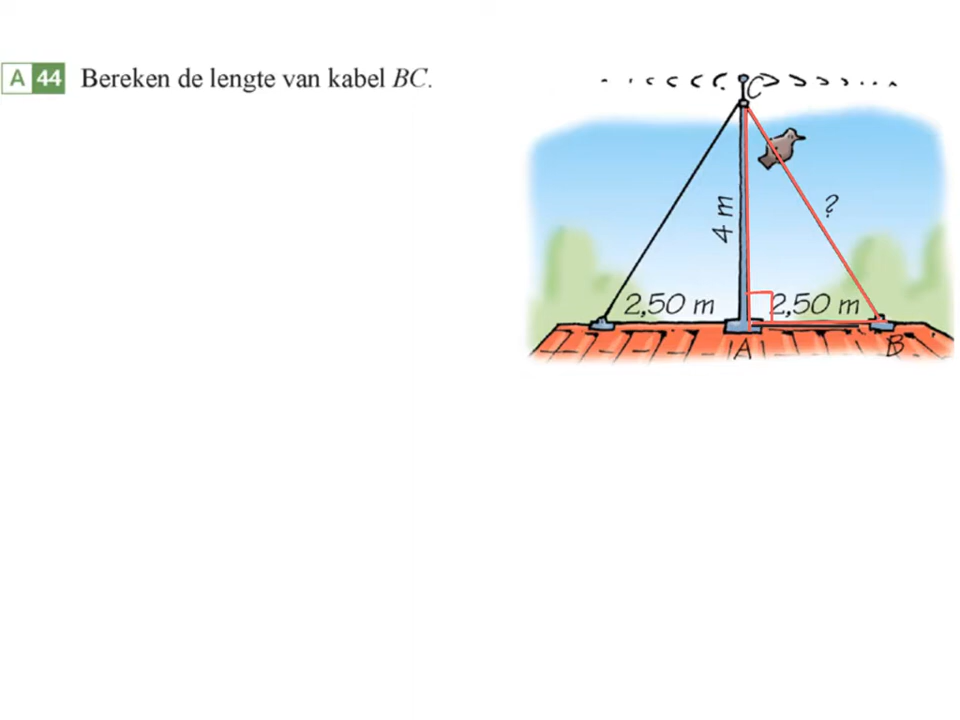 A 44 Bereken de lengte van kabel BC.
C
4 m
?
2,50 m 2,50 m
A B